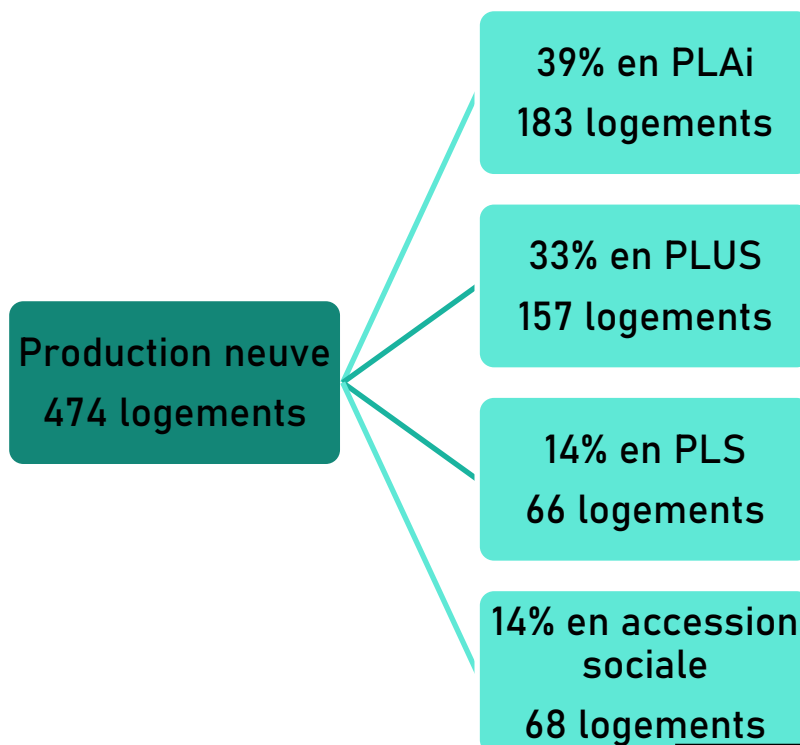 Production neuve
474 logements
39% en PLAi
183 logements
33% en PLUS
157 logements
14% en PLS
66 logements
14% en accession
sociale
68 logements